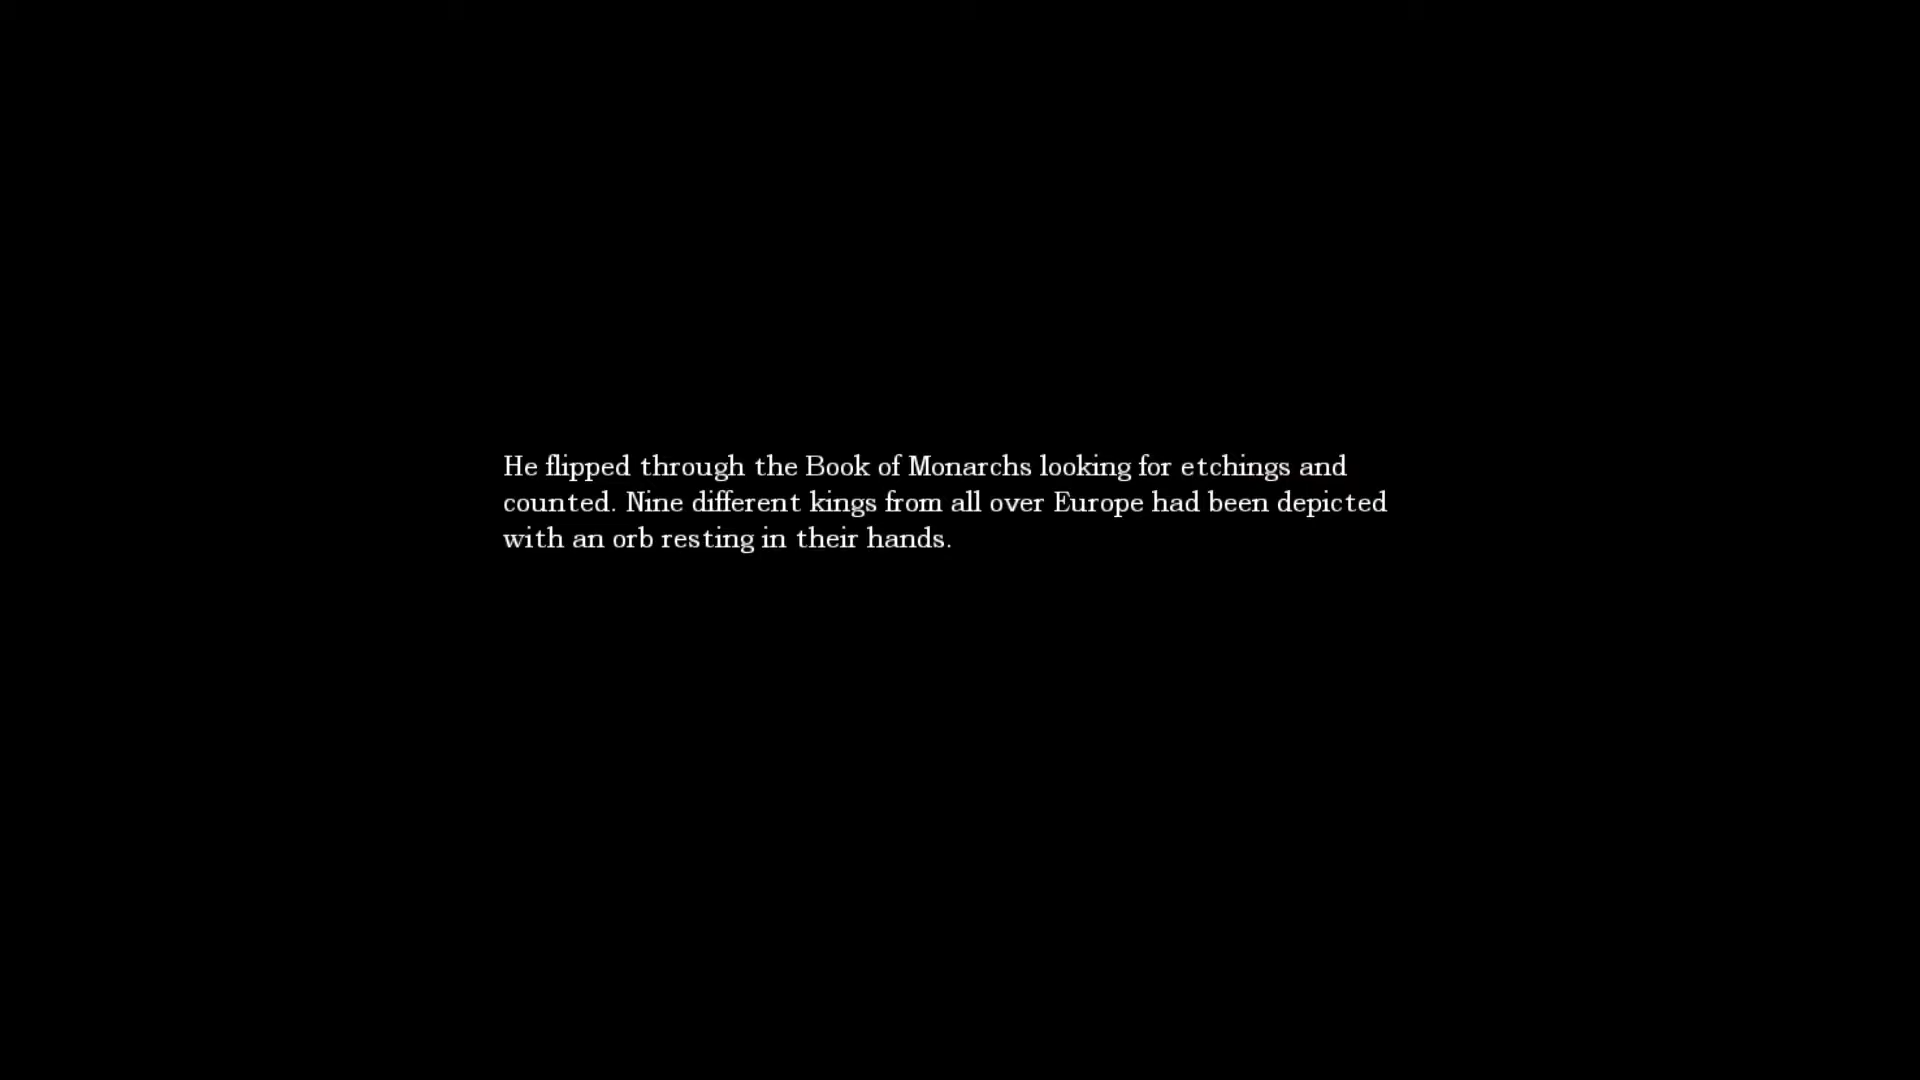 He flipped through the Book of Monarchs looking for etchings and
counted. Nine different kings from all over Europe had been depicted
with an orb resting in their hands.